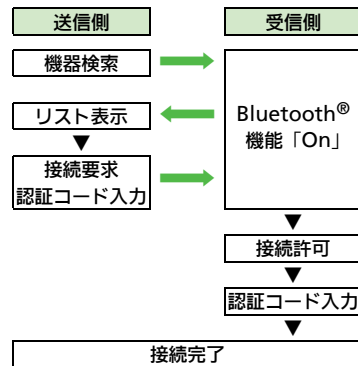 送信側
受信側
機器検索
リスト表示
Bluetooth®
機能「On」
接続要求
認証コード入力
接続許可
認証コード入力
接続完了